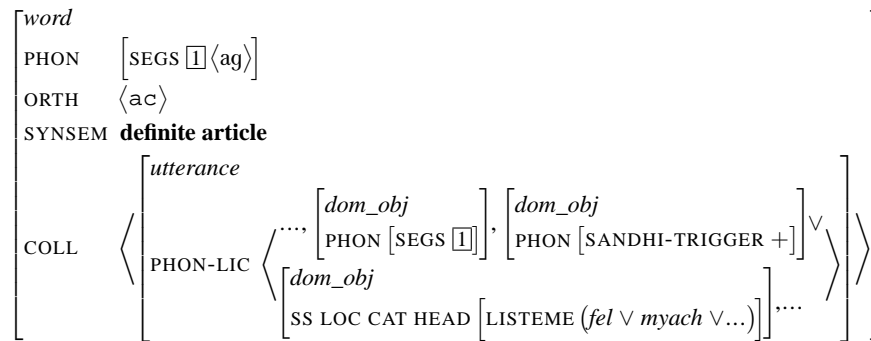 word
PHON [SEGS [1]⟨aɡ⟩]
ORTH ⟨ac⟩
SYNSEM definite article
utterance
dom_obj dom_obj
..., PHON [SEGS [1]], PHON [SANDHI-TRIGGER +] ∨
COLL ⟨ PHON-LIC ⟨ ⟩ ⟩
dom_obj
SS LOC CAT HEAD [LISTEME (fel ∨ myach ∨...)] ,...